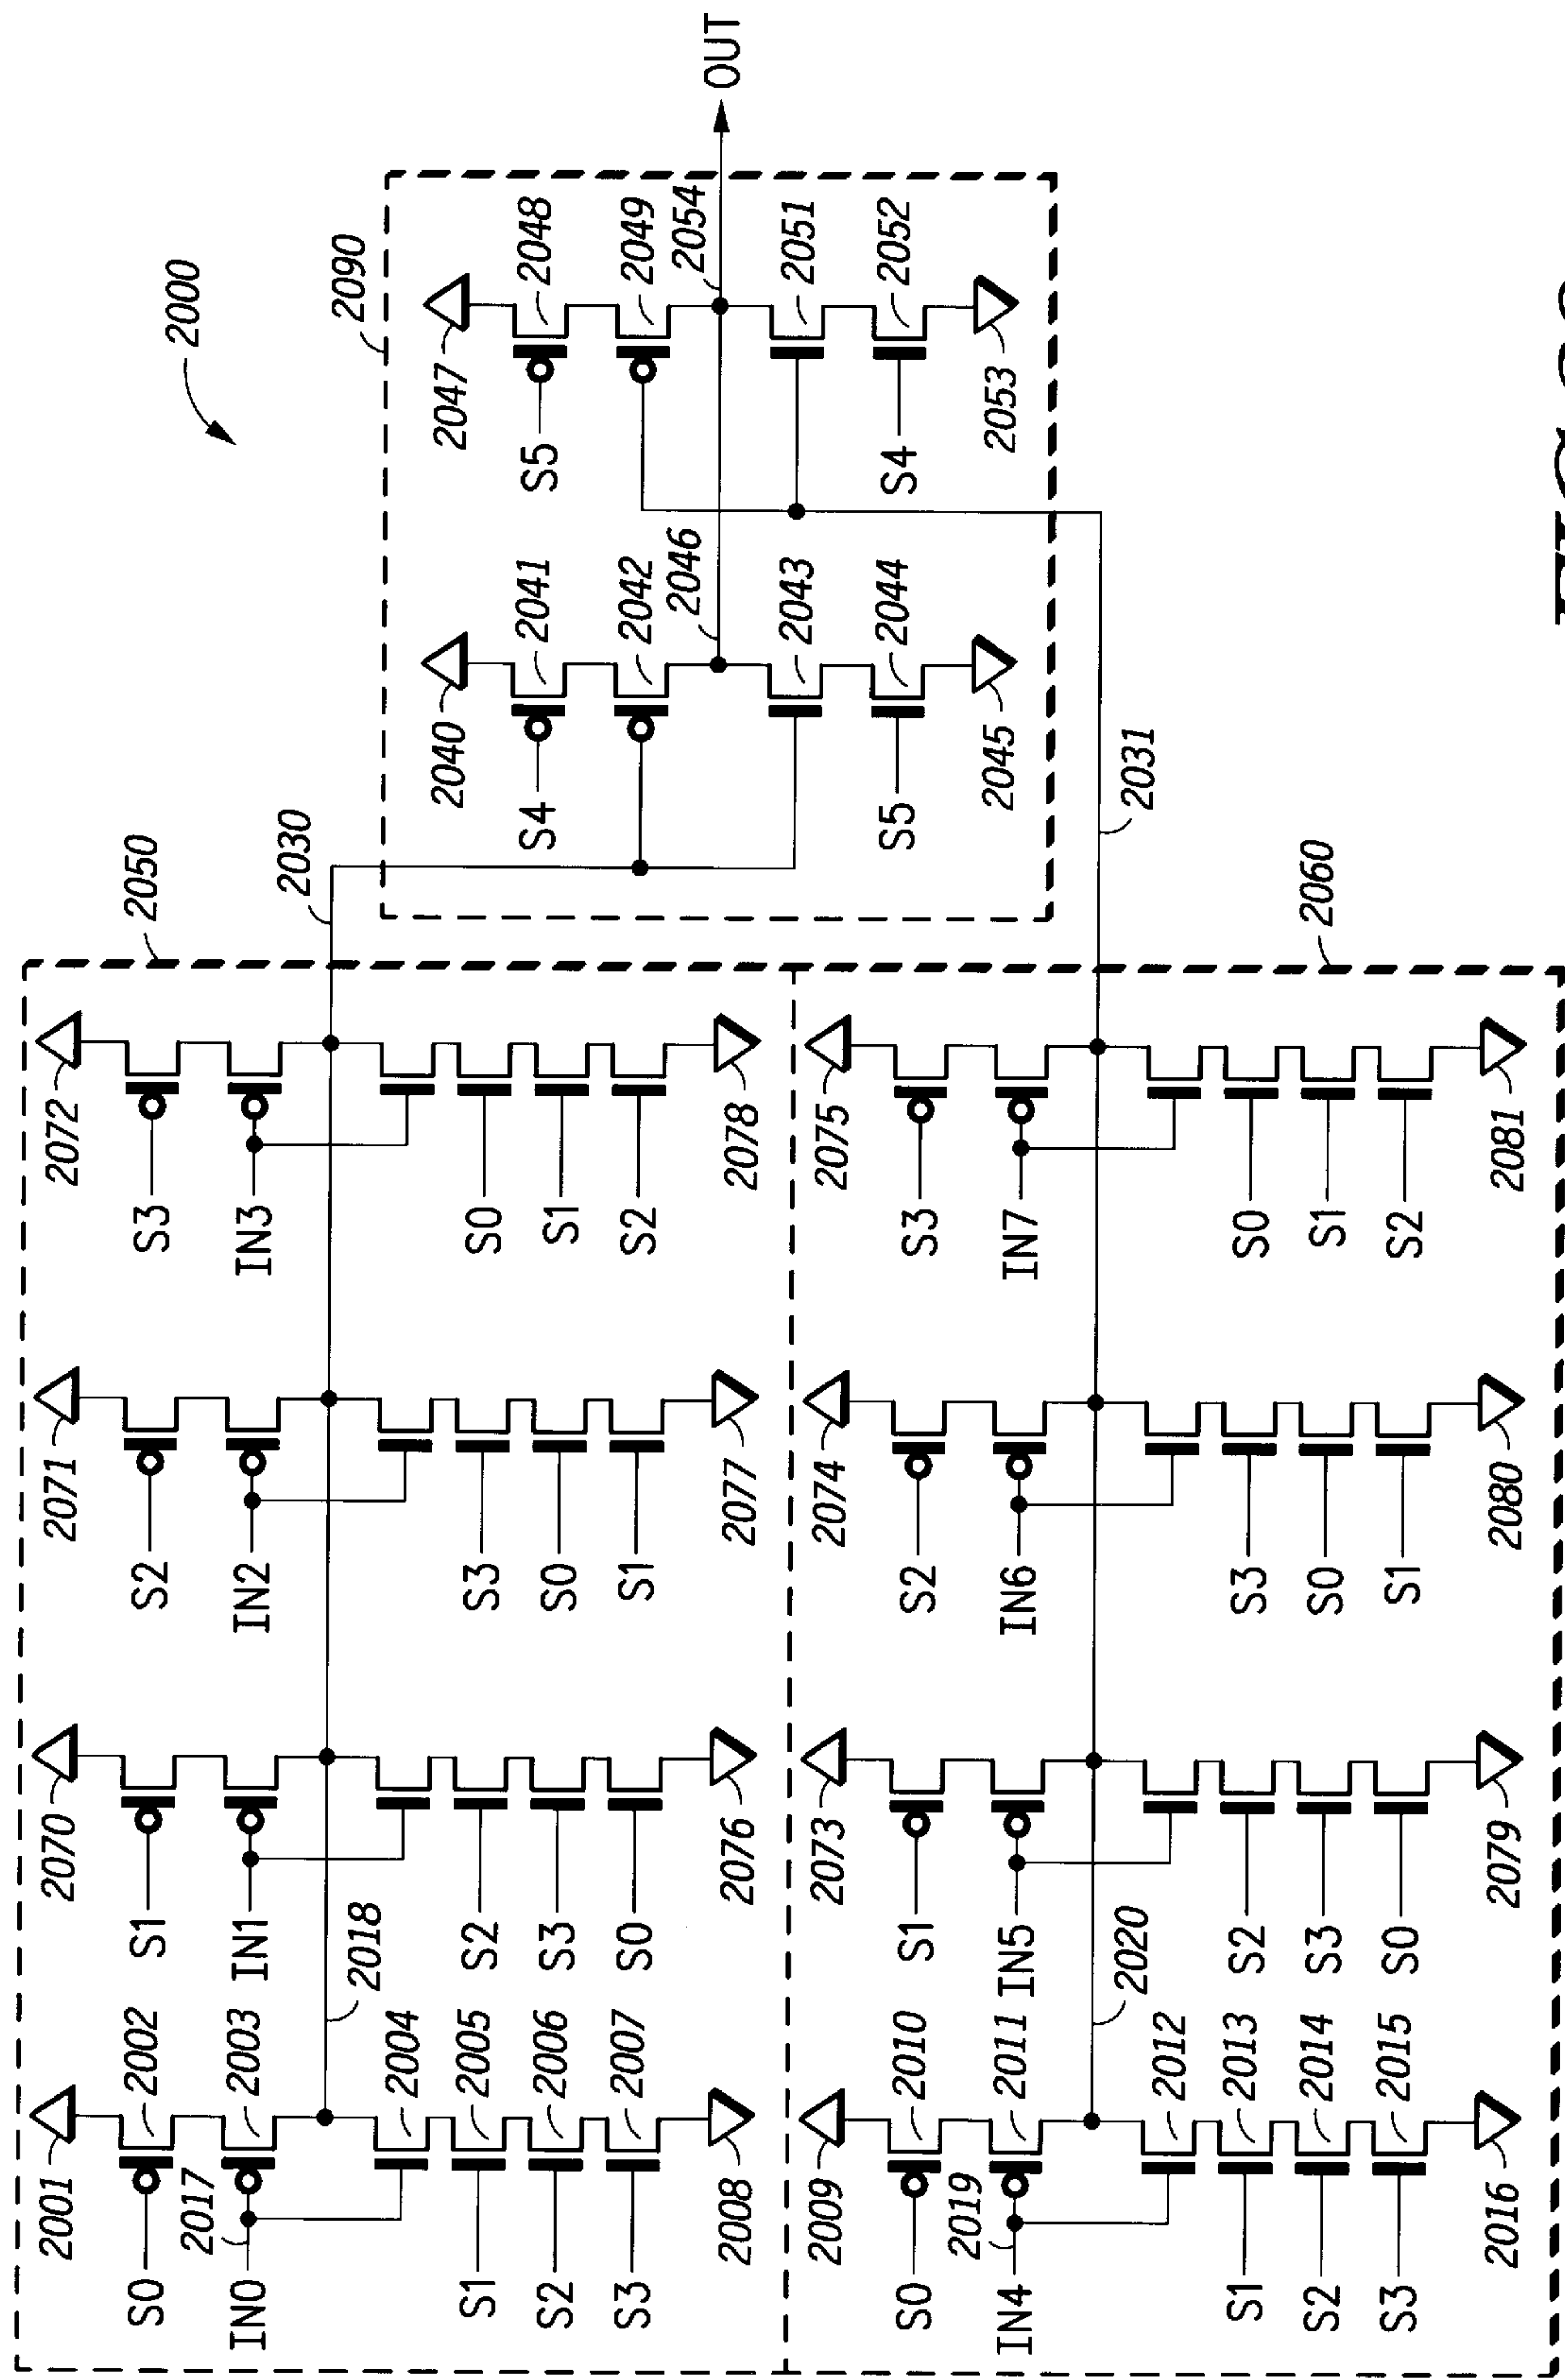 2000
2050
2072
S3
IN3
S0
S1
S2
2078
2071
S2
IN2
S3
S0
S1
2077
2070
S1
IN1
S2
S3
S0
2076
2018
2001
S0
2002
2017
IN0
2003
2004
S1
2005
S2
2006
S3
2007
2008
2030
2060
2075
S3
IN7
S0
S1
S2
2081
2074
S2
IN6
S3
S0
S1
2080
2073
S1
IN5
S2
S3
S0
2079
2020
2009
S0
2010
2019
IN4
2011
2012
S1
2013
S2
2014
S3
2015
2016
2031
2090
2040
S4
2041
2042
2046
2043
S5
2044
2045
2047
S5
2048
2049
2054
2051
S4
2052
2053
OUT